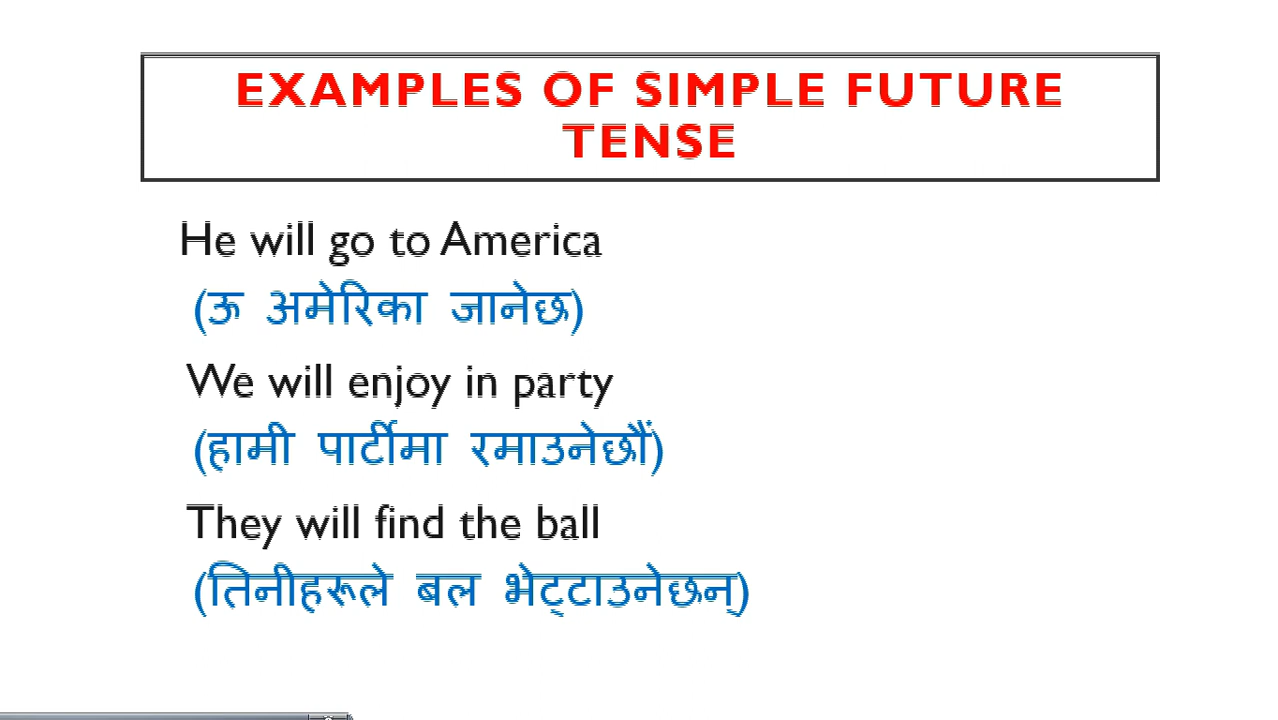 EXAMPLES OF SIMPLE FUTURE
TENSE
He will go to America
(ऊ अमेरिका जानेछ)
We will enjoy in party
(हामी पार्टीमा रमाउनेछौं)
They will find the ball
(तिनीहरूले बल भेट्टाउनेछन्)